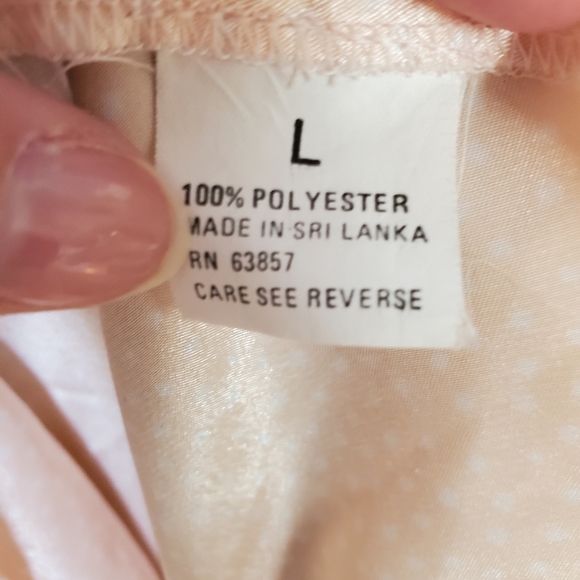 L
100% POLYESTER
MADE IN SRI LANKA
RN 63857
CARE SEE REVERSE